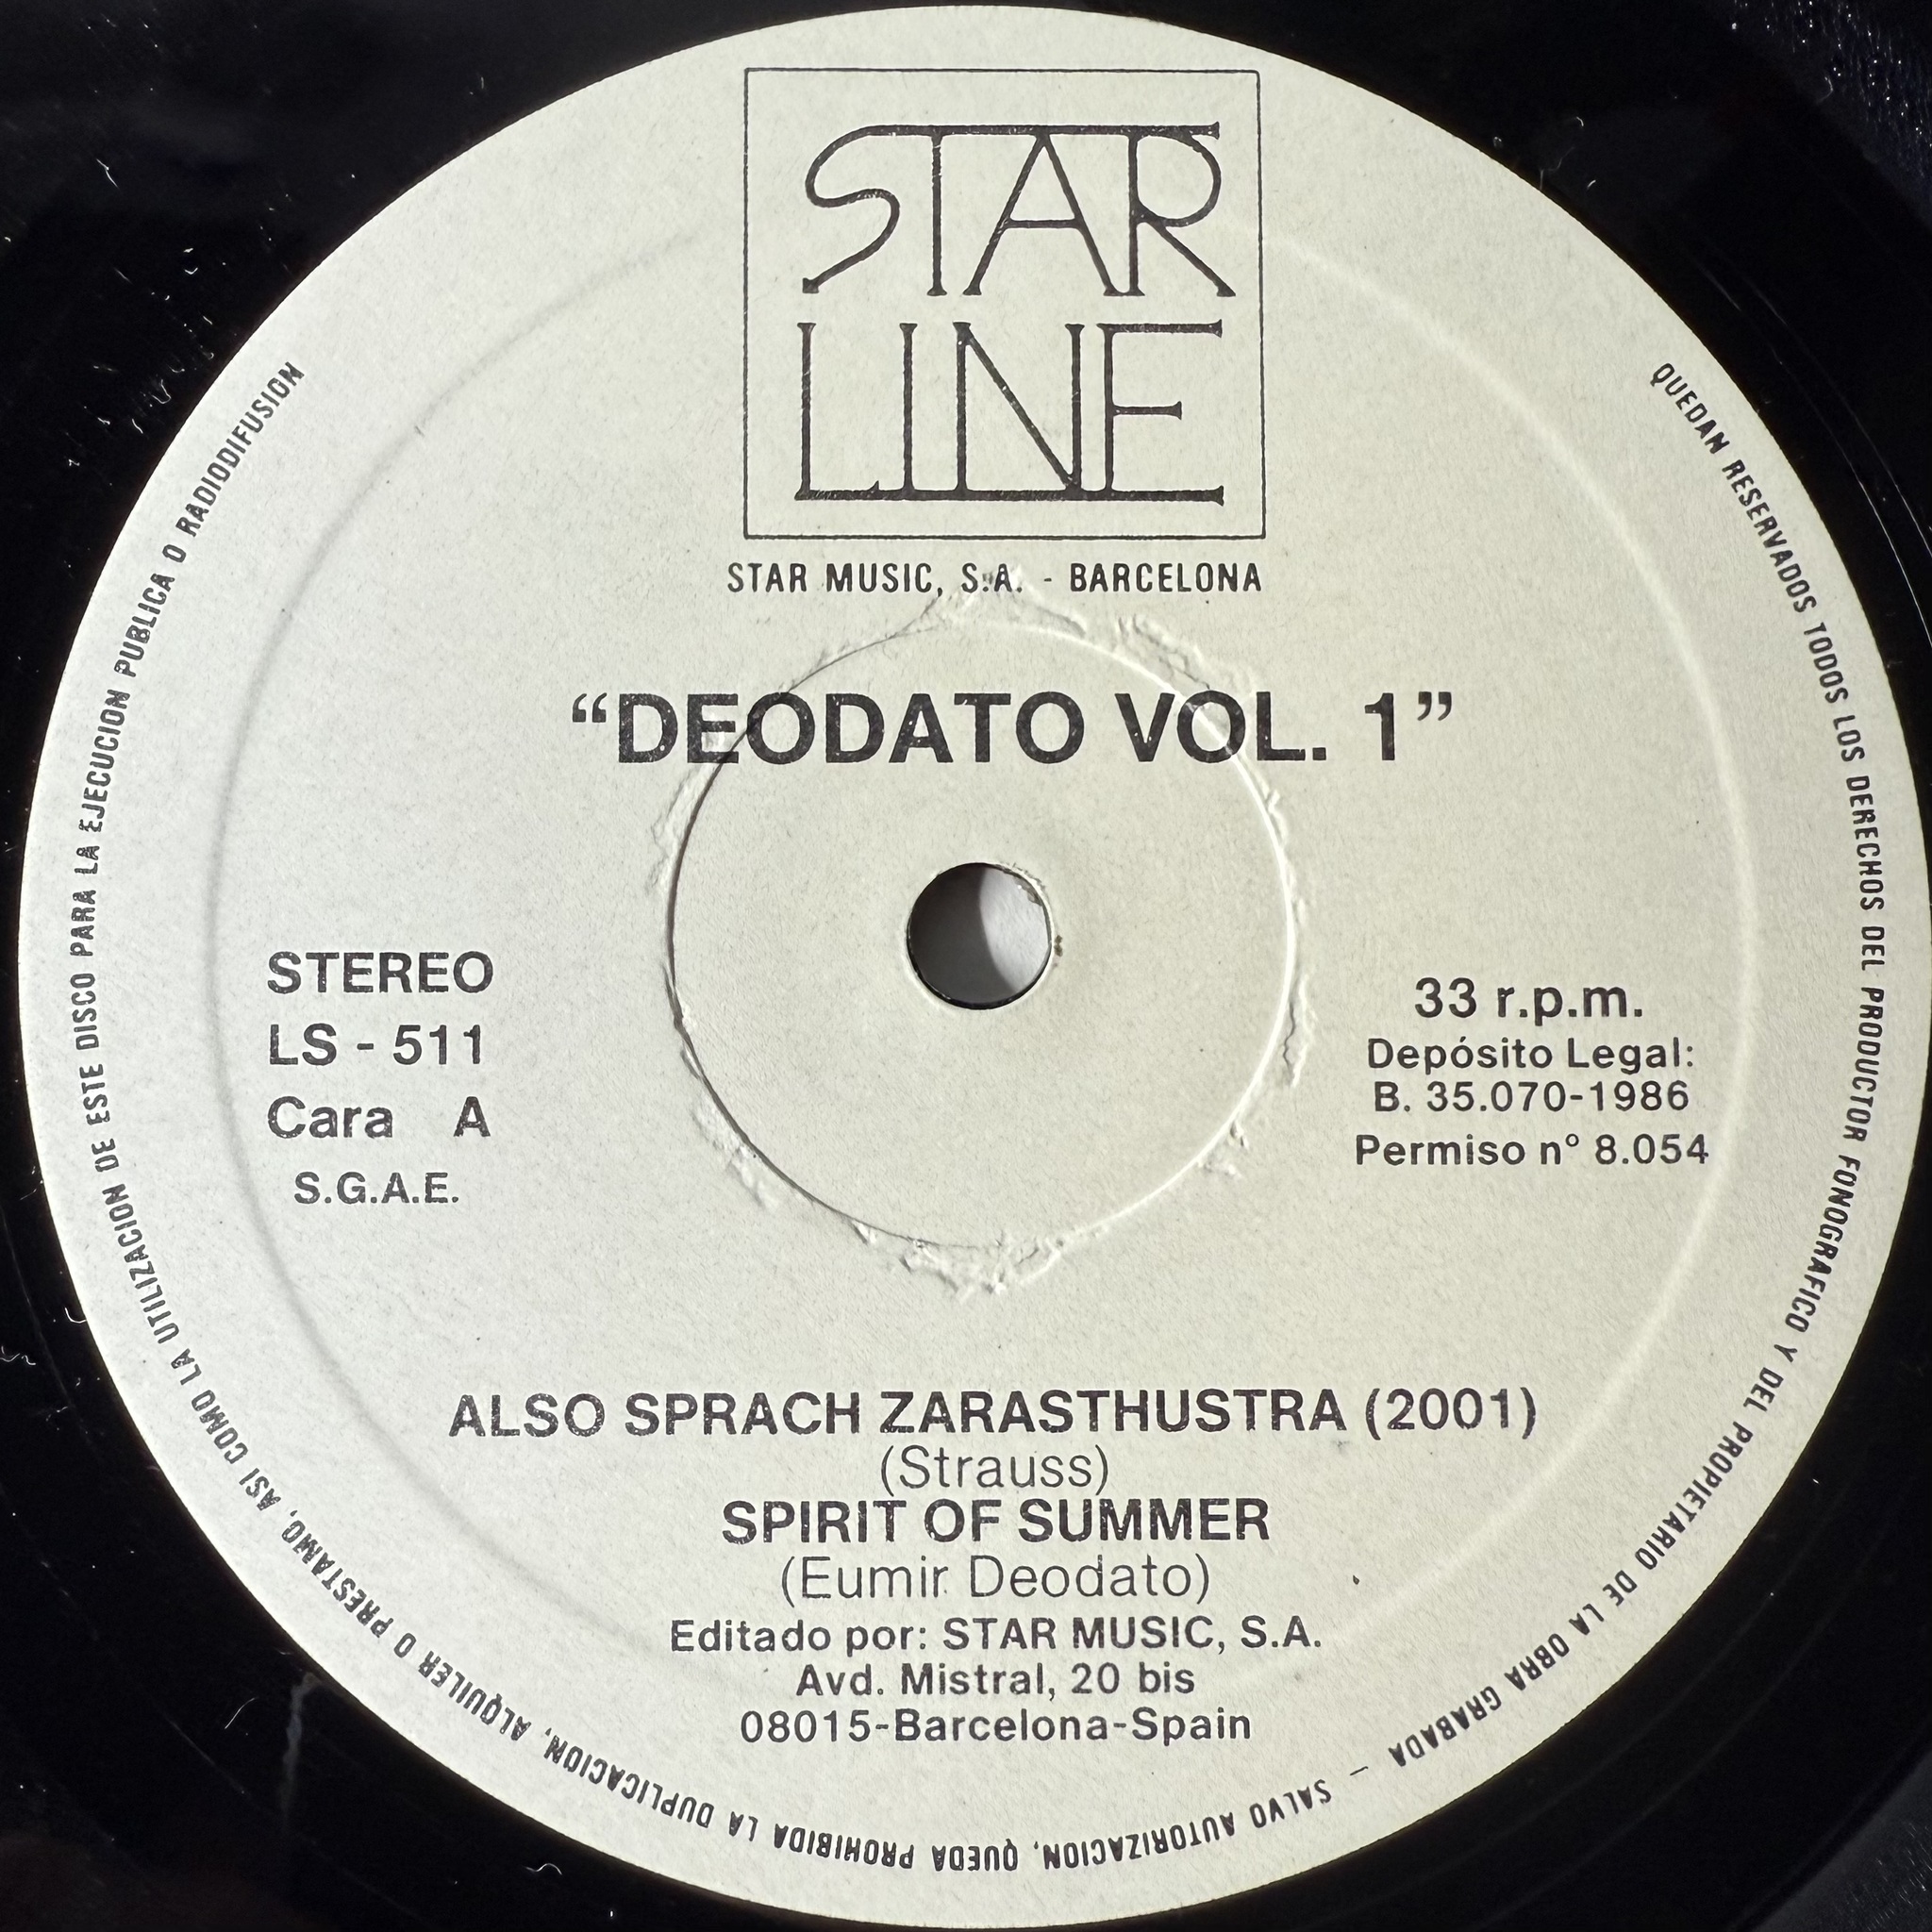 STAR
LINE
STAR MUSIC, S.A. - BARCELONA
“DEODATO VOL. 1”
STEREO
LS - 511
Cara A
S.G.A.E.
33 r.p.m.
Depósito Legal:
B. 35.070-1986
Permiso n° 8.054
ALSO SPRACH ZARASTHUSTRA (2001)
(Strauss)
SPIRIT OF SUMMER
(Eumir Deodato)
Editado por: STAR MUSIC, S.A.
Avd. Mistral, 20 bis
08015-Barcelona-Spain
QUEDAN RESERVADOS TODOS LOS DERECHOS DEL PRODUCTOR FONOGRAFICO Y DEL PROPIETARIO DE LA OBRA GRABADA — SALVO AUTORIZACION, QUEDA PROHIBIDA LA DUPLICACION, ALQUILER O PRESTAMO, ASI COMO LA UTILIZACION DE ESTE DISCO PARA LA EJECUCION PUBLICA O RADIODIFUSION